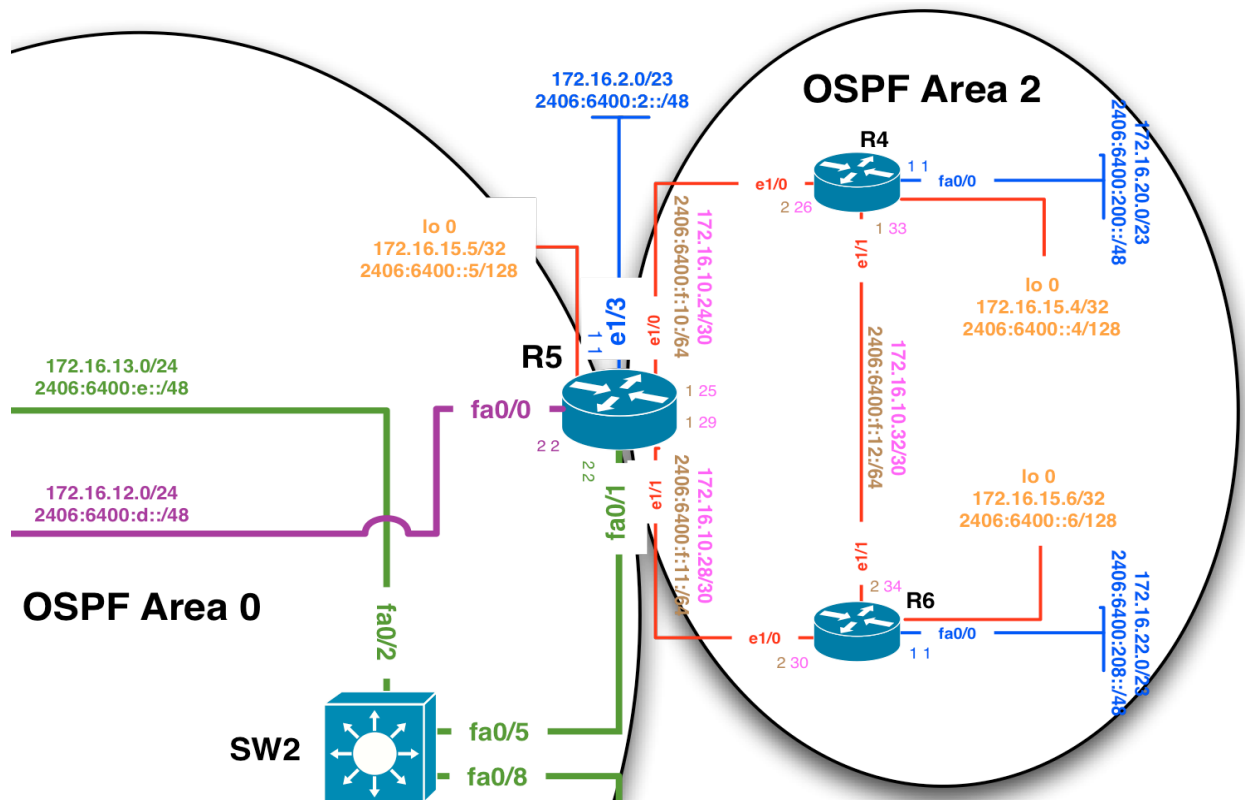 172.16.2.0/23
2406:6400:2::/48
OSPF Area 2
R4
1 1
fa0/0
172.16.20.0/23
2406:6400:200::/48
e1/0
2 26
1 33
e1/1
lo 0
172.16.15.5/32
2406:6400::5/128
172.16.10.24/30
2406:6400:f:10:/64
e1/0
e1/3
1 1
lo 0
172.16.15.4/32
2406:6400::4/128
R5
172.16.13.0/24
2406:6400:e::/48
fa0/0
2 2
1 25
1 29
172.16.10.32/30
2406:6400:f:12:/64
2 2
fa0/1
e1/1
172.16.10.28/30
2406:6400:f:11:/64
172.16.12.0/24
2406:6400:d::/48
lo 0
172.16.15.6/32
2406:6400::6/128
e1/1
2 34
R6
OSPF Area 0
fa0/2
e1/0
2 30
fa0/0
1 1
172.16.22.0/23
2406:6400:208::/48
SW2
fa0/5
fa0/8